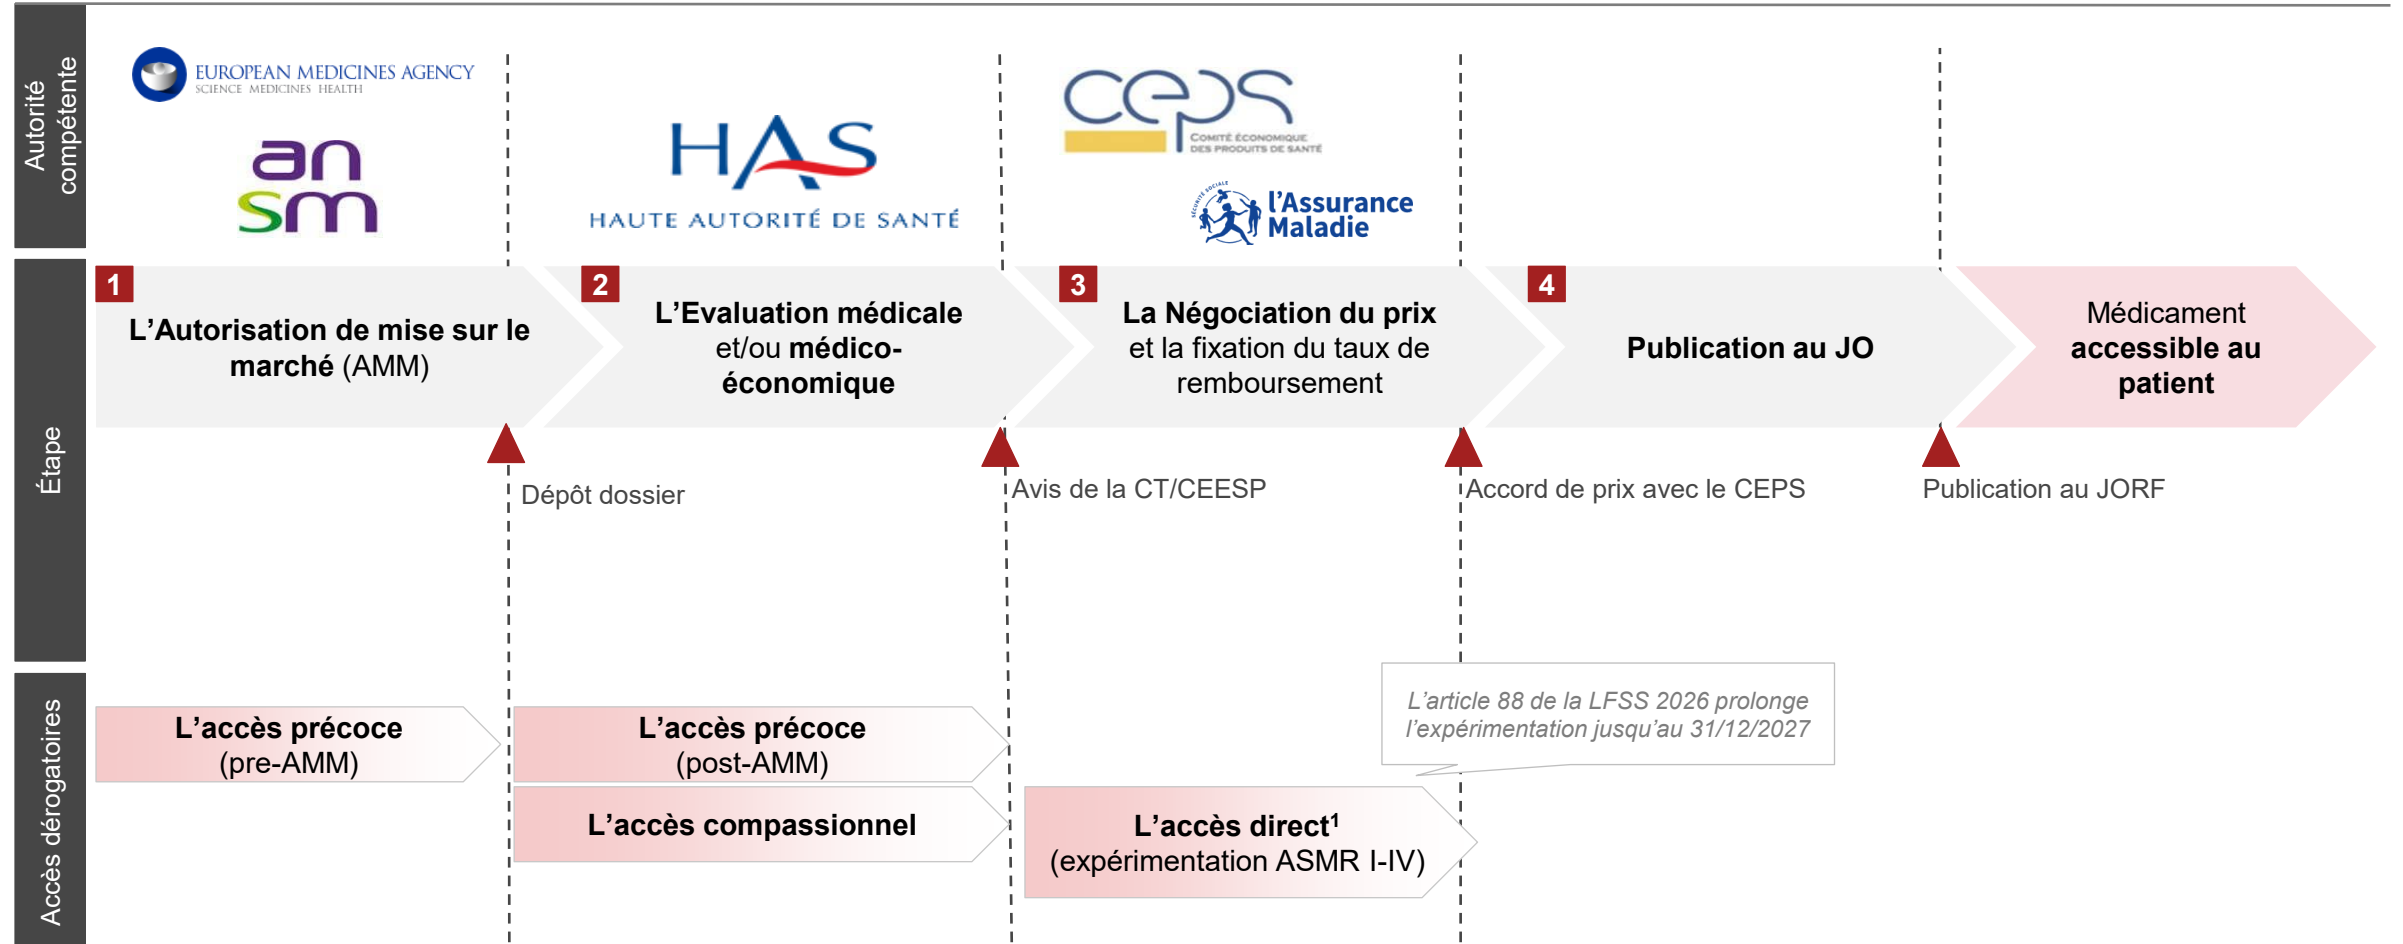 Autorité
compétente
EUROPEAN MEDICINES AGENCY
SCIENCE MEDICINES HEALTH
an
sm
HAS
HAUTE AUTORITÉ DE SANTÉ
ceps
COMITÉ ÉCONOMIQUE
DES PRODUITS DE SANTÉ
SÉCURITÉ SOCIALE
l'Assurance
Maladie
Étape
1
L'Autorisation de mise sur le
marché (AMM)
2
L'Evaluation médicale
et/ou médico-
économique
3
La Négociation du prix
et la fixation du taux de
remboursement
4
Publication au JO
Médicament
accessible au
patient
Dépôt dossier
Avis de la CT/CEESP
Accord de prix avec le CEPS
Publication au JORF
Accès dérogatoires
L'accès précoce
(pre-AMM)
L'accès précoce
(post-AMM)
L'accès compassionnel
L'article 88 de la LFSS 2026 prolonge
l'expérimentation jusqu'au 31/12/2027
L'accès direct¹
(expérimentation ASMR I-IV)